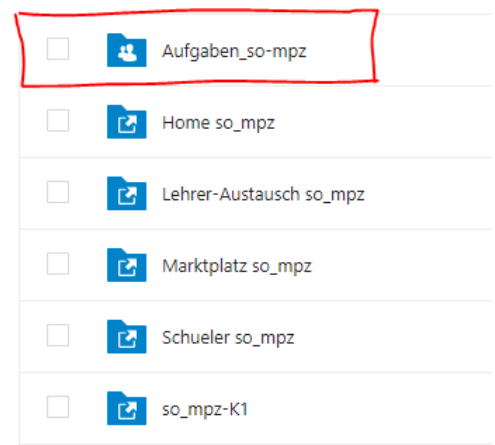 Aufgaben_so-mpz
Home so_mpz
Lehrer-Austausch so_mpz
Marktplatz so_mpz
Schueler so_mpz
so_mpz-K1